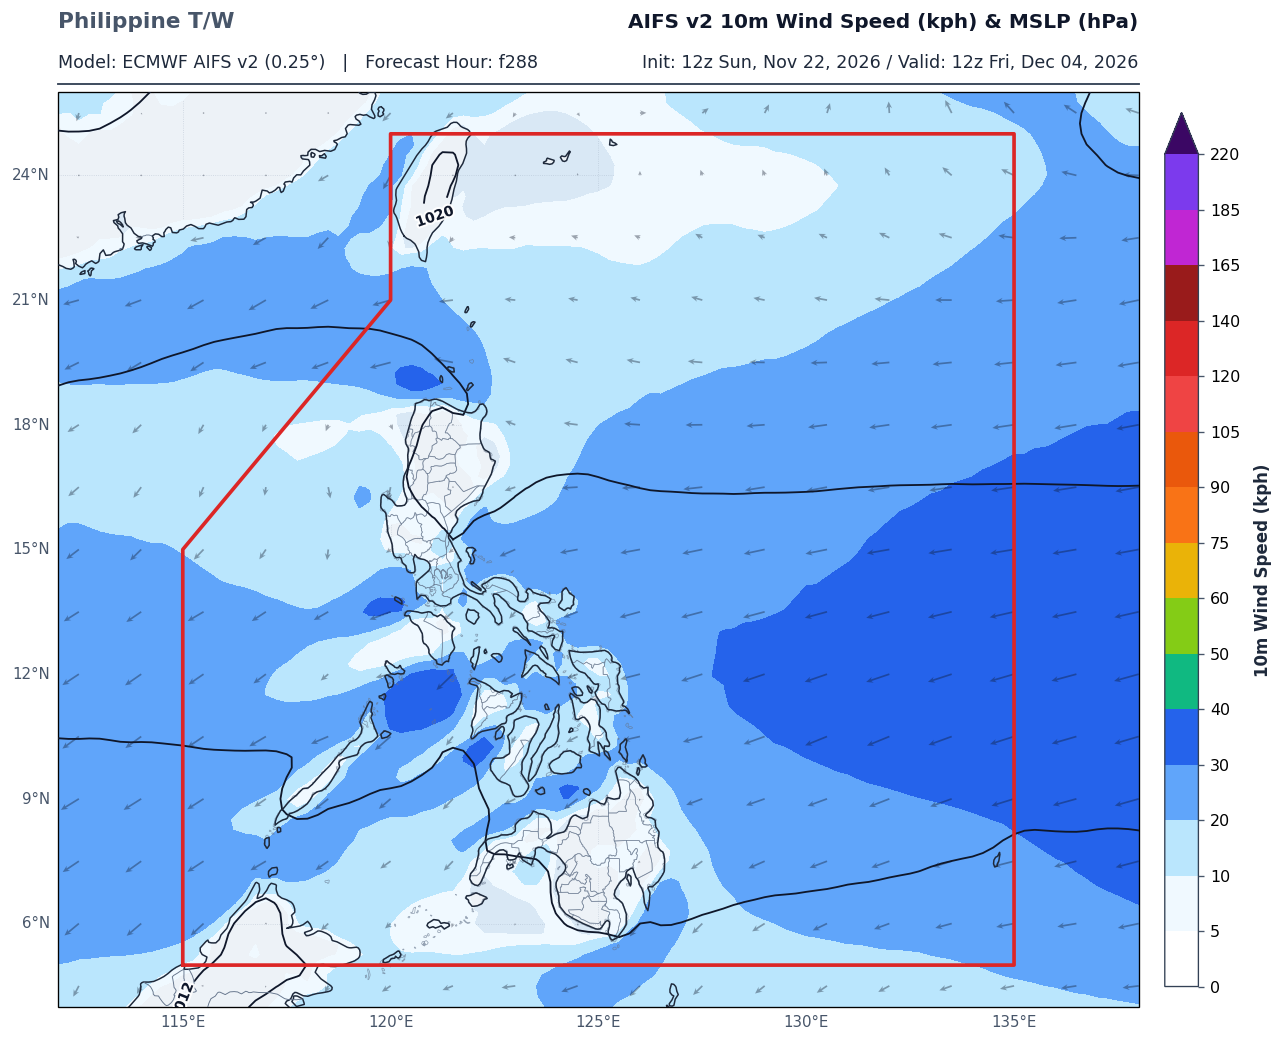 Philippine T/W
AIFS v2 10m Wind Speed (kph) & MSLP (hPa)
Model: ECMWF AIFS v2 (0.25°) | Forecast Hour: f288
Init: 12z Sun, Nov 22, 2026 / Valid: 12z Fri, Dec 04, 2026
24°N
21°N
18°N
15°N
12°N
9°N
6°N
1020
012
115°E
120°E
125°E
130°E
135°E
220
185
165
140
120
105
90
75
60
50
40
30
20
10
5
0
10m Wind Speed (kph)